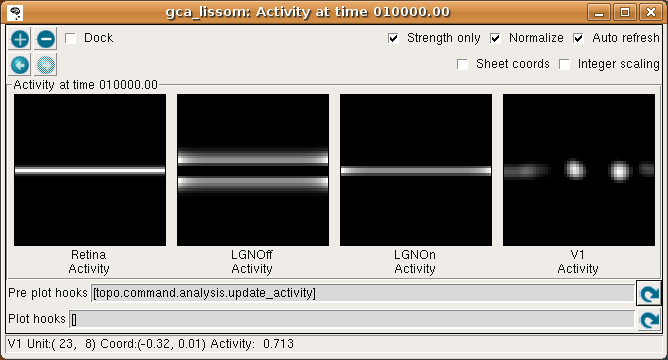 gca_lissom: Activity at time 010000.00
Dock
Strength only
Normalize
Auto refresh
Sheet coords
Integer scaling
Activity at time 010000.00
Retina
Activity
LGNOff
Activity
LGNOn
Activity
V1
Activity
Pre plot hooks [topo.command.analysis.update_activity]
Plot hooks []
V1 Unit:( 23,  8) Coord:(-0.32, 0.01) Activity:  0.713